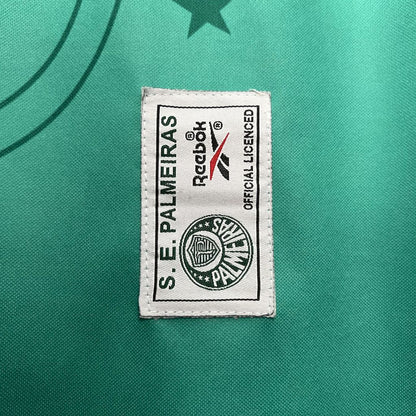 S. E. PALMEIRAS
Reebok ®
®
OFFICIAL LICENCED
PALMEIRAS